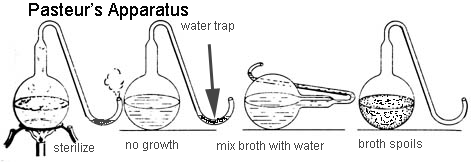 Pasteur's Apparatus
water trap
sterilize
no growth
mix broth with water
broth spoils